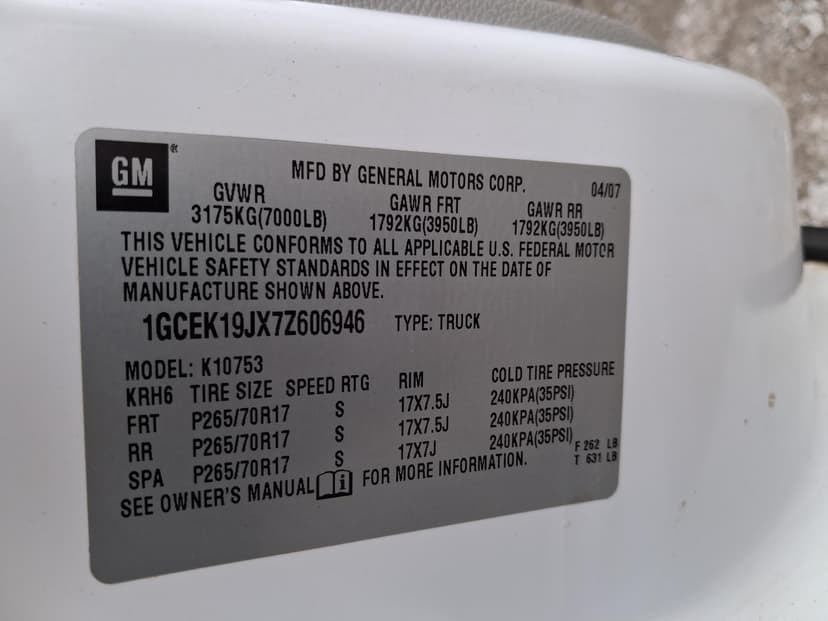 GM®
MFD BY GENERAL MOTORS CORP. 04/07
GVWR GAWR FRT GAWR RR
3175KG(7000LB) 1792KG(3950LB) 1792KG(3950LB)
THIS VEHICLE CONFORMS TO ALL APPLICABLE U.S. FEDERAL MOTOR
VEHICLE SAFETY STANDARDS IN EFFECT ON THE DATE OF
MANUFACTURE SHOWN ABOVE.
1GCEK19JX7Z606946 TYPE: TRUCK
MODEL: K10753
KRH6 TIRE SIZE SPEED RTG RIM COLD TIRE PRESSURE
FRT P265/70R17 S 17X7.5J 240KPA(35PSI)
RR P265/70R17 S 17X7.5J 240KPA(35PSI)
SPA P265/70R17 S 17X7J 240KPA(35PSI)
F 262 LB
T 631 LB
SEE OWNER'S MANUAL i FOR MORE INFORMATION.